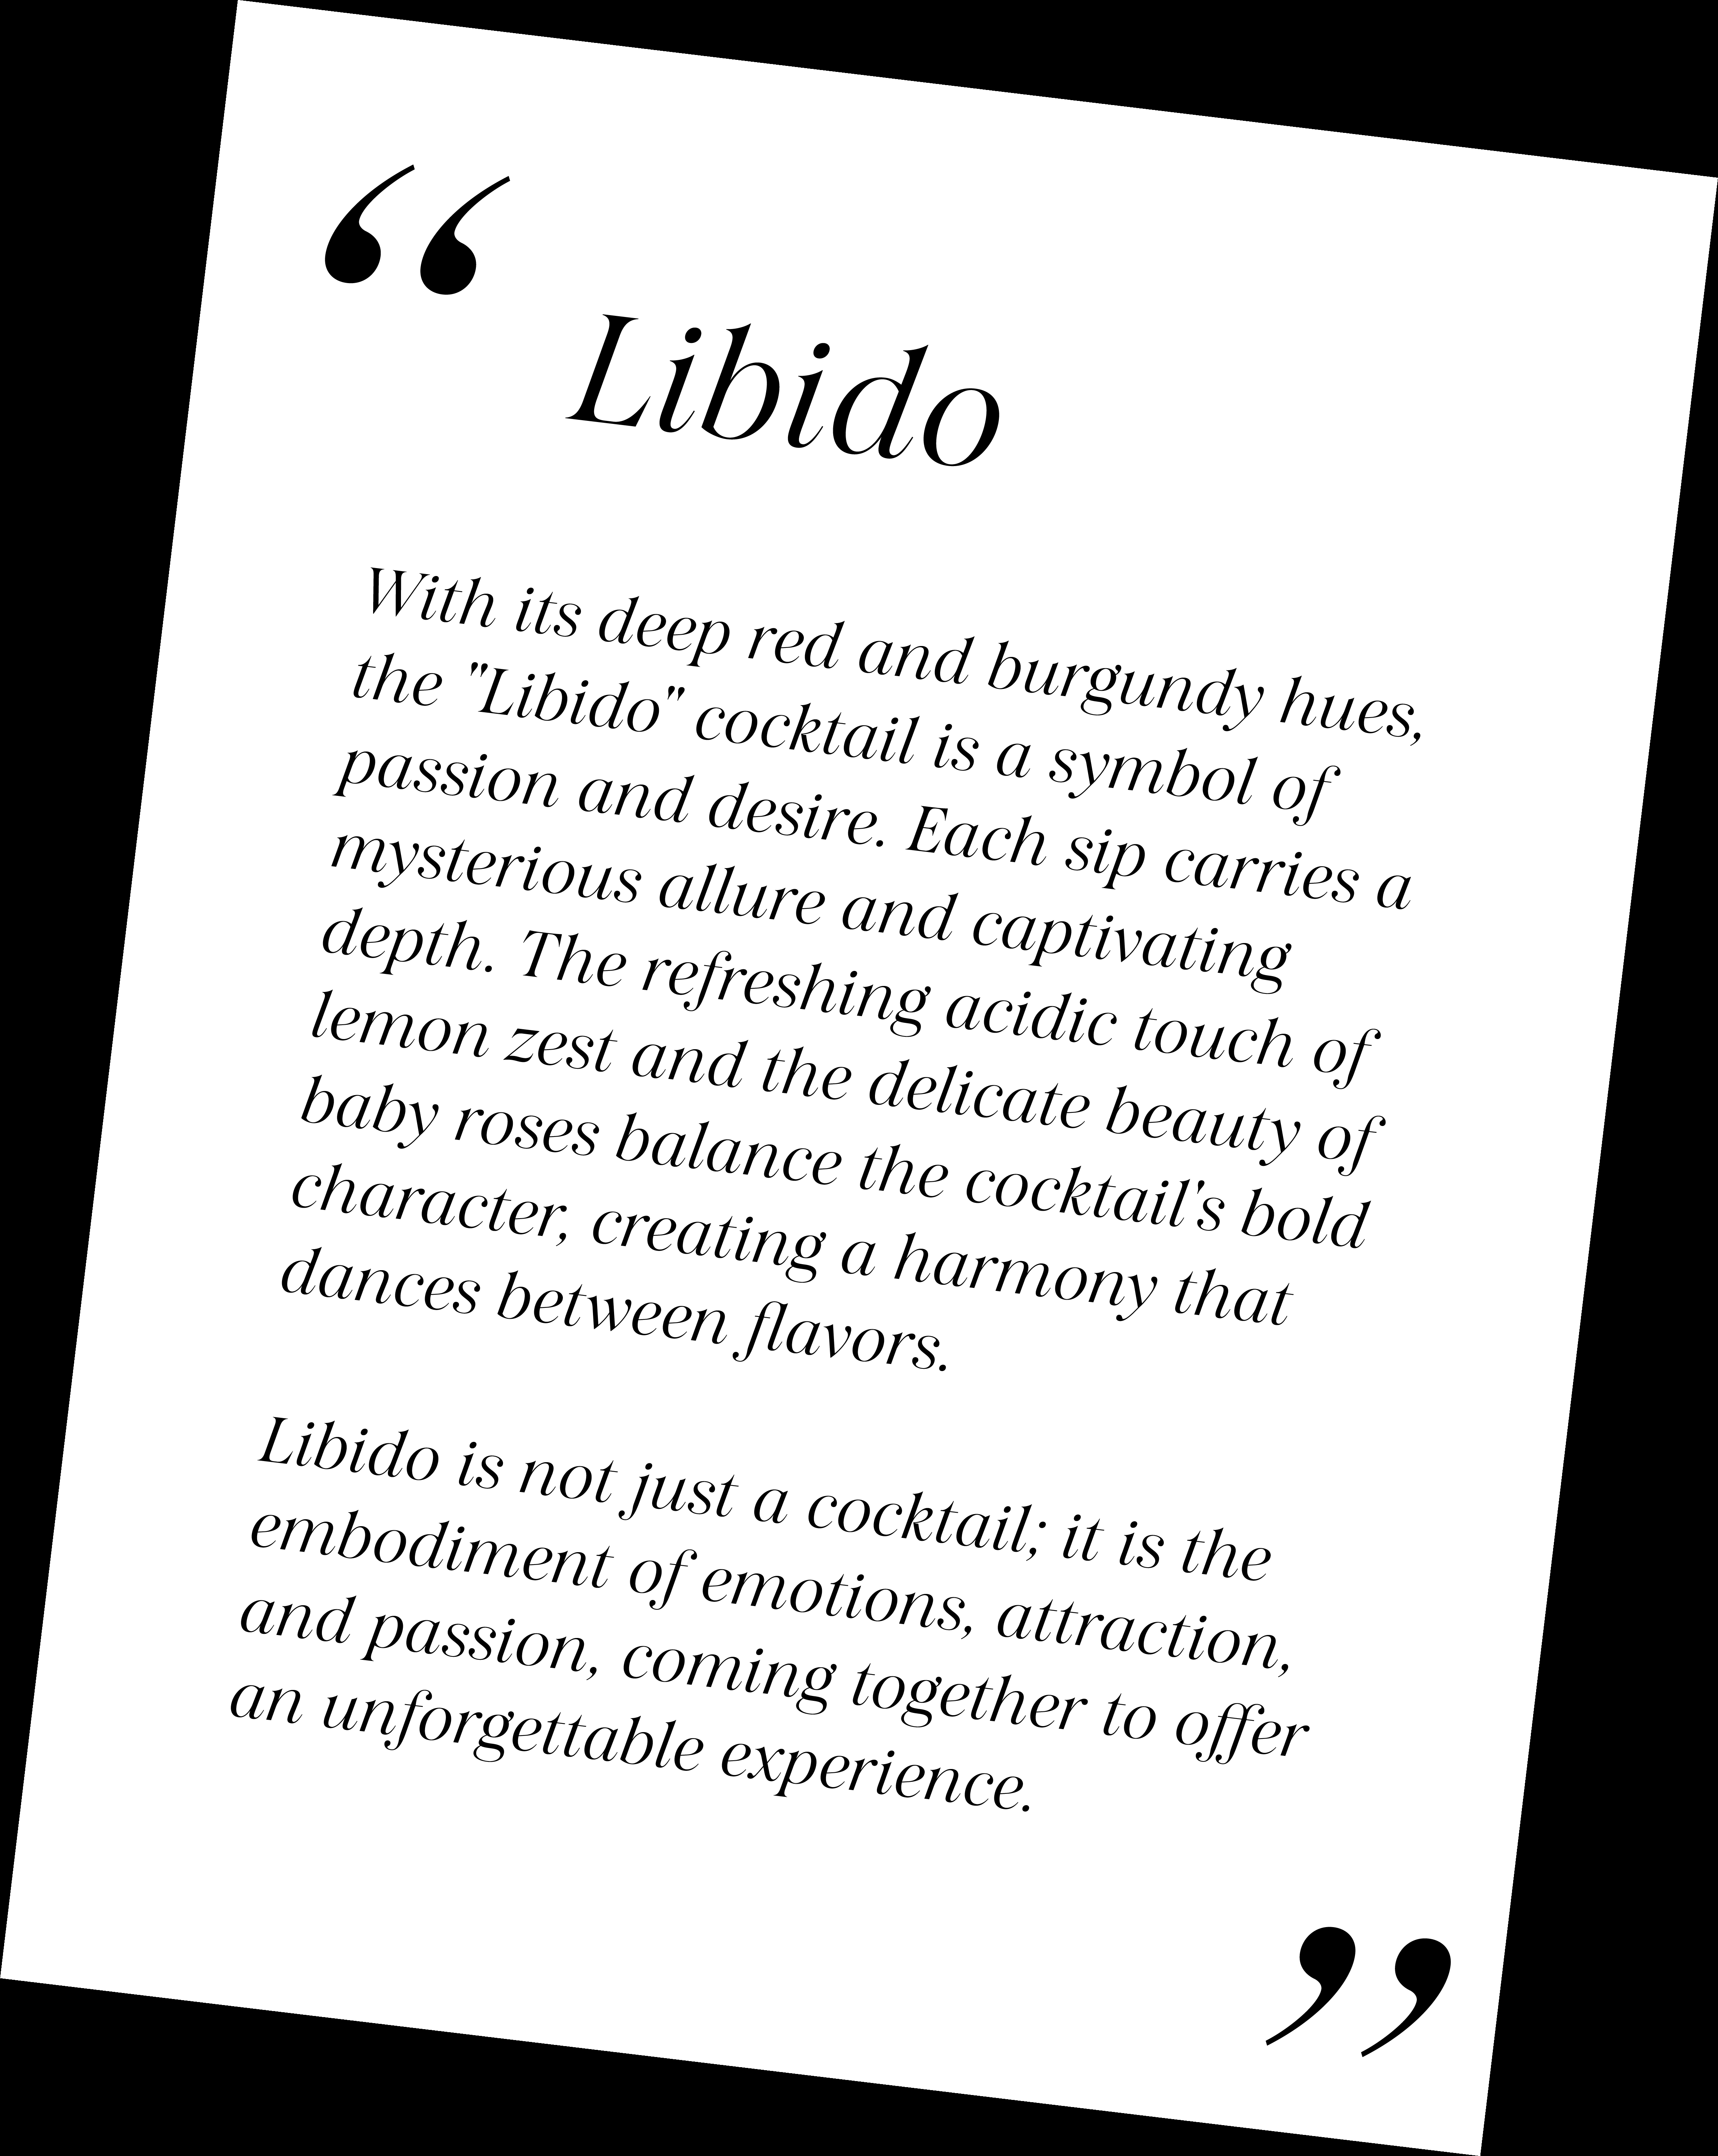 “
Libido
With its deep red and burgundy hues,
the "Libido" cocktail is a symbol of
passion and desire. Each sip carries a
mysterious allure and captivating
depth. The refreshing acidic touch of
lemon zest and the delicate beauty of
baby roses balance the cocktail's bold
character, creating a harmony that
dances between flavors.
Libido is not just a cocktail; it is the
embodiment of emotions, attraction,
and passion, coming together to offer
an unforgettable experience.
”